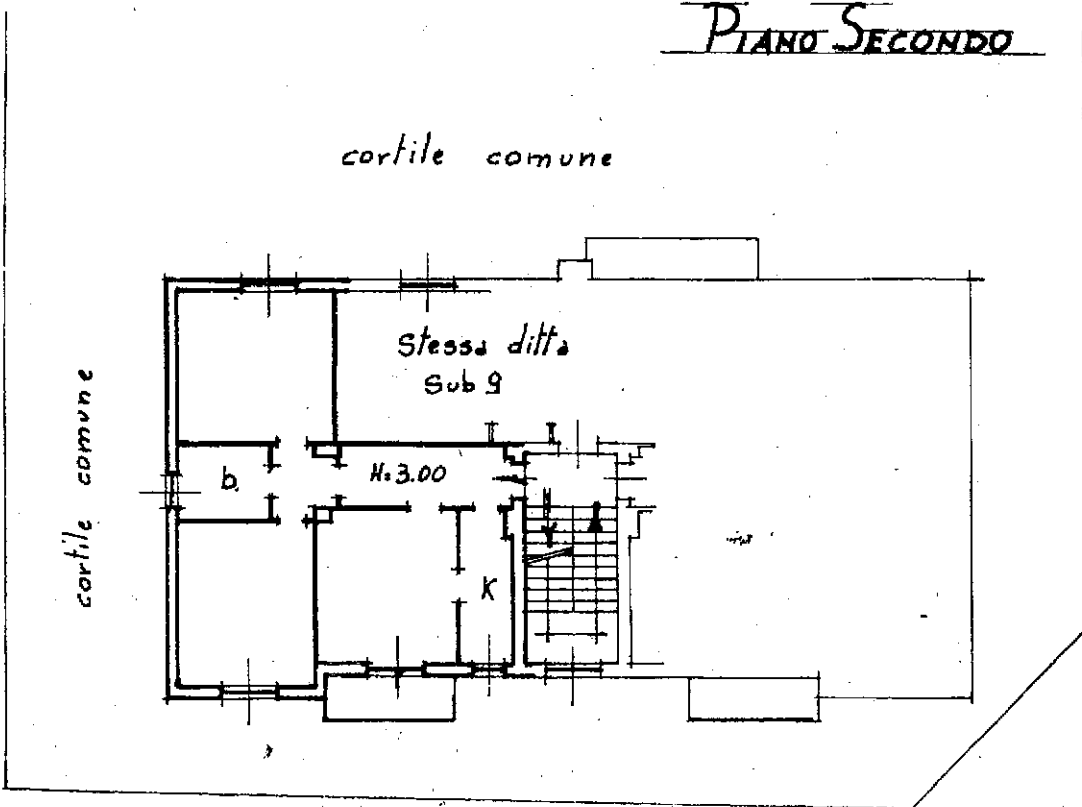 PIANO SECONDO
cortile comune
Stessa ditta
Sub 9
cortile comune
b.
H=3.00
K